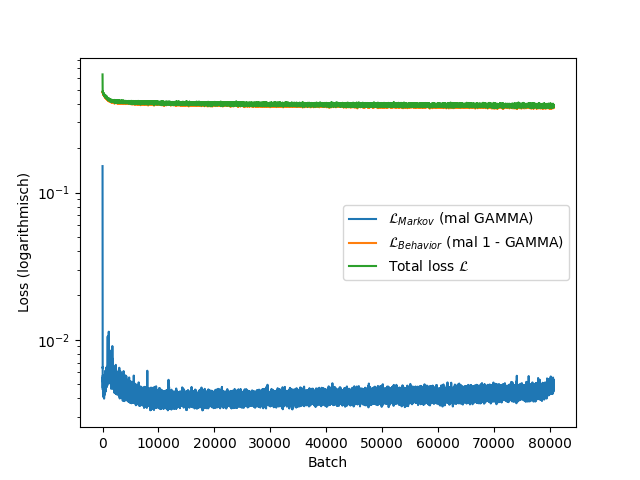 Loss (logarithmisch)
10⁻¹
10⁻²
ℒ_Markov (mal GAMMA)
ℒ_Behavior (mal 1 - GAMMA)
Total loss ℒ
0 10000 20000 30000 40000 50000 60000 70000 80000
Batch